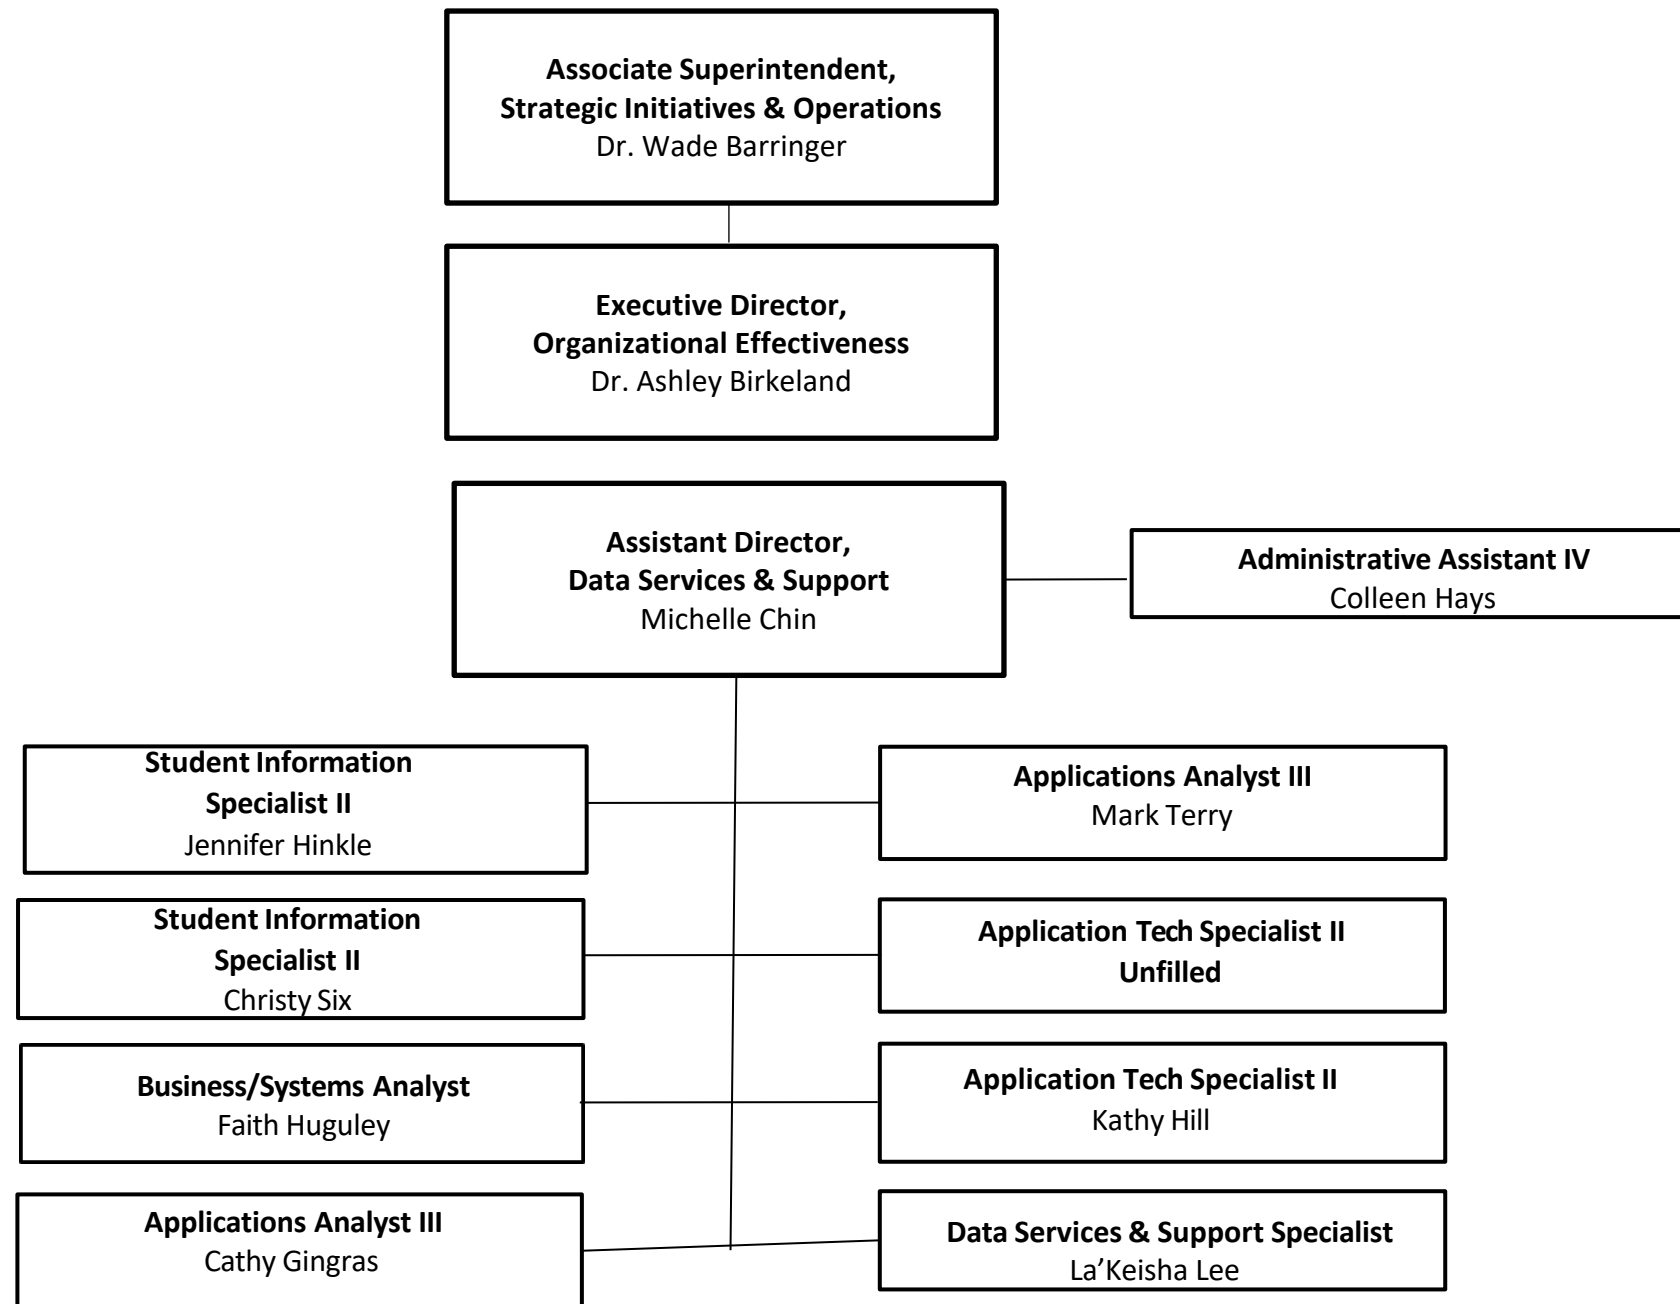 Associate Superintendent,
Strategic Initiatives & Operations
Dr. Wade Barringer
Executive Director,
Organizational Effectiveness
Dr. Ashley Birkeland
Assistant Director,
Data Services & Support
Michelle Chin
Administrative Assistant IV
Colleen Hays
Student Information
Specialist II
Jennifer Hinkle
Applications Analyst III
Mark Terry
Student Information
Specialist II
Christy Six
Application Tech Specialist II
Unfilled
Business/Systems Analyst
Faith Huguley
Application Tech Specialist II
Kathy Hill
Applications Analyst III
Cathy Gingras
Data Services & Support Specialist
La’Keisha Lee